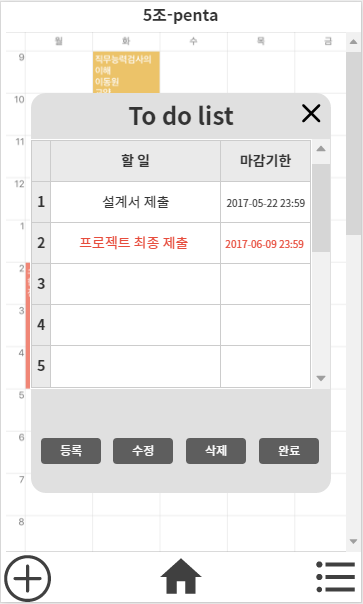 5조-penta
월 화 수 목 금
9
직무능력검사의
이해
이동원
10
To do list
11
할 일 마감기한
12
1 설계서 제출 2017-05-22 23:59
1
2 프로젝트 최종 제출 2017-06-09 23:59
2
3
3
4
4
5
5
6
등록 수정 삭제 완료
7
8